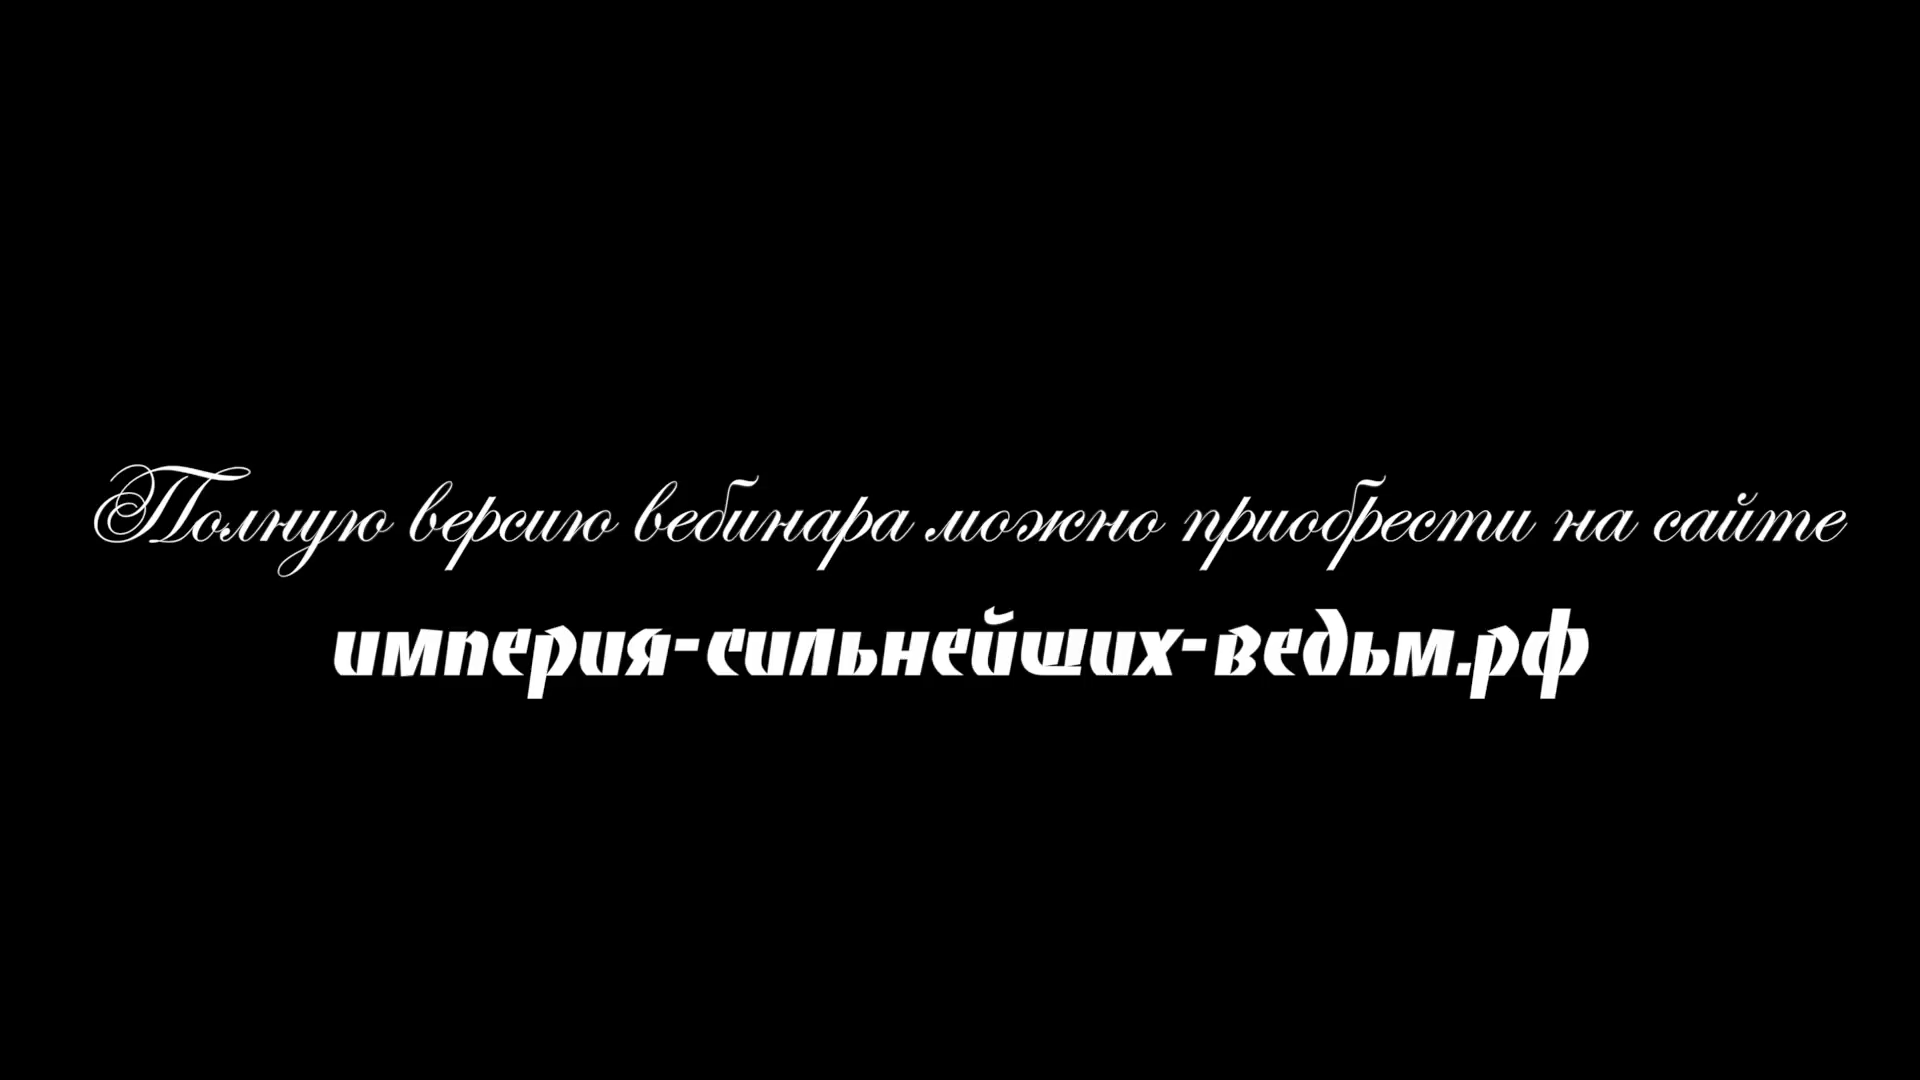 Полную версию вебинара можно приобрести на сайте
империя-сильнейших-ведьм.рф